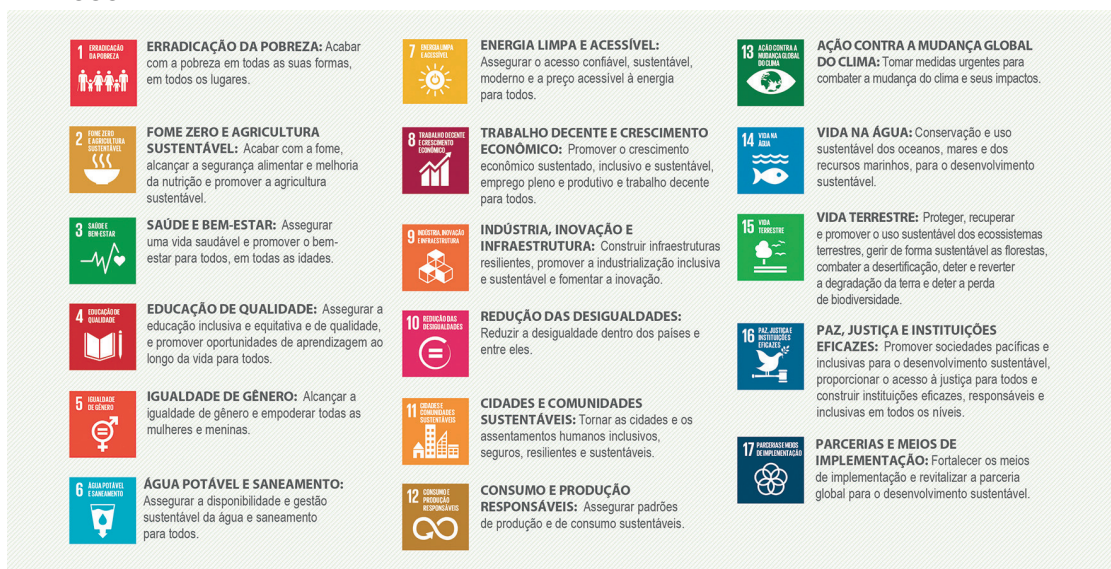 1 ERRADICAÇÃO
DA POBREZA
ERRADICAÇÃO DA POBREZA: Acabar
com a pobreza em todas as suas formas,
em todos os lugares.
2 FOME ZERO
E AGRICULTURA
SUSTENTÁVEL
FOME ZERO E AGRICULTURA
SUSTENTÁVEL: Acabar com a fome,
alcançar a segurança alimentar e melhoria
da nutrição e promover a agricultura
sustentável.
3 SAÚDE E
BEM-ESTAR
SAÚDE E BEM-ESTAR: Assegurar
uma vida saudável e promover o bem-
estar para todos, em todas as idades.
4 EDUCAÇÃO DE
QUALIDADE
EDUCAÇÃO DE QUALIDADE: Assegurar a
educação inclusiva e equitativa e de qualidade,
e promover oportunidades de aprendizagem ao
longo da vida para todos.
5 IGUALDADE
DE GÊNERO
IGUALDADE DE GÊNERO: Alcançar a
igualdade de gênero e empoderar todas as
mulheres e meninas.
6 ÁGUA POTÁVEL
E SANEAMENTO
ÁGUA POTÁVEL E SANEAMENTO:
Assegurar a disponibilidade e gestão
sustentável da água e saneamento
para todos.
7 ENERGIA LIMPA
E ACESSÍVEL
ENERGIA LIMPA E ACESSÍVEL:
Assegurar o acesso confiável, sustentável,
moderno e a preço acessível à energia
para todos.
8 TRABALHO DECENTE
E CRESCIMENTO
ECONÔMICO
TRABALHO DECENTE E CRESCIMENTO
ECONÔMICO: Promover o crescimento
econômico sustentado, inclusivo e sustentável,
emprego pleno e produtivo e trabalho decente
para todos.
9 INDÚSTRIA, INOVAÇÃO
E INFRAESTRUTURA
INDÚSTRIA, INOVAÇÃO E
INFRAESTRUTURA: Construir infraestruturas
resilientes, promover a industrialização inclusiva
e sustentável e fomentar a inovação.
10 REDUÇÃO DAS
DESIGUALDADES
REDUÇÃO DAS DESIGUALDADES:
Reduzir a desigualdade dentro dos países e
entre eles.
11 CIDADES E
COMUNIDADES
SUSTENTÁVEIS
CIDADES E COMUNIDADES
SUSTENTÁVEIS: Tornar as cidades e os
assentamentos humanos inclusivos,
seguros, resilientes e sustentáveis.
12 CONSUMO E
PRODUÇÃO
RESPONSÁVEIS
CONSUMO E PRODUÇÃO
RESPONSÁVEIS: Assegurar padrões
de produção e de consumo sustentáveis.
13 AÇÃO CONTRA A
MUDANÇA GLOBAL
DO CLIMA
AÇÃO CONTRA A MUDANÇA GLOBAL
DO CLIMA: Tomar medidas urgentes para
combater a mudança do clima e seus impactos.
14 VIDA NA
ÁGUA
VIDA NA ÁGUA: Conservação e uso
sustentável dos oceanos, mares e dos
recursos marinhos, para o desenvolvimento
sustentável.
15 VIDA
TERRESTRE
VIDA TERRESTRE: Proteger, recuperar
e promover o uso sustentável dos ecossistemas
terrestres, gerir de forma sustentável as florestas,
combater a desertificação, deter e reverter
a degradação da terra e deter a perda
de biodiversidade.
16 PAZ, JUSTIÇA E
INSTITUIÇÕES
EFICAZES
PAZ, JUSTIÇA E INSTITUIÇÕES
EFICAZES: Promover sociedades pacíficas e
inclusivas para o desenvolvimento sustentável,
proporcionar o acesso à justiça para todos e
construir instituições eficazes, responsáveis e
inclusivas em todos os níveis.
17 PARCERIAS E MEIOS
DE IMPLEMENTAÇÃO
PARCERIAS E MEIOS DE
IMPLEMENTAÇÃO: Fortalecer os meios
de implementação e revitalizar a parceria
global para o desenvolvimento sustentável.